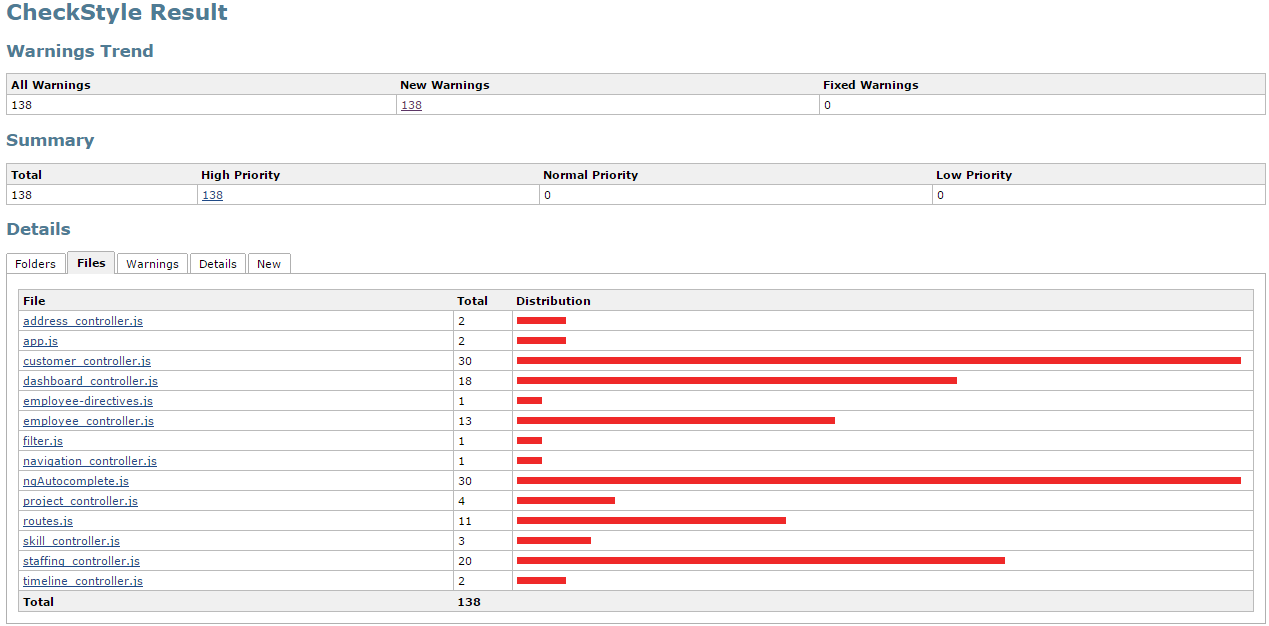 CheckStyle Result
Warnings Trend
All Warnings New Warnings Fixed Warnings
138 138 0
Summary
Total High Priority Normal Priority Low Priority
138 138 0 0
Details
Folders Files Warnings Details New
File Total Distribution
address_controller.js 2
app.js 2
customer_controller.js 30
dashboard_controller.js 18
employee-directives.js 1
employee_controller.js 13
filter.js 1
navigation_controller.js 1
ngAutocomplete.js 30
project_controller.js 4
routes.js 11
skill_controller.js 3
staffing_controller.js 20
timeline_controller.js 2
Total 138